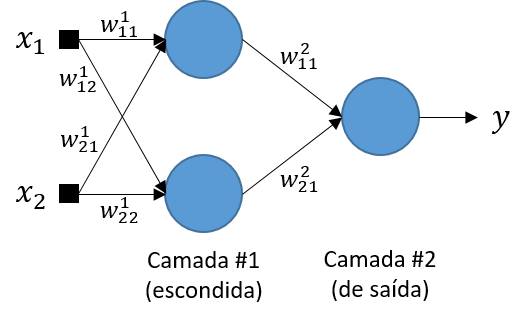 x₁
w¹₁₁
w¹₁₂
w¹₂₁
x₂
w¹₂₂
w²₁₁
w²₂₁
y
Camada #1
(escondida)
Camada #2
(de saída)